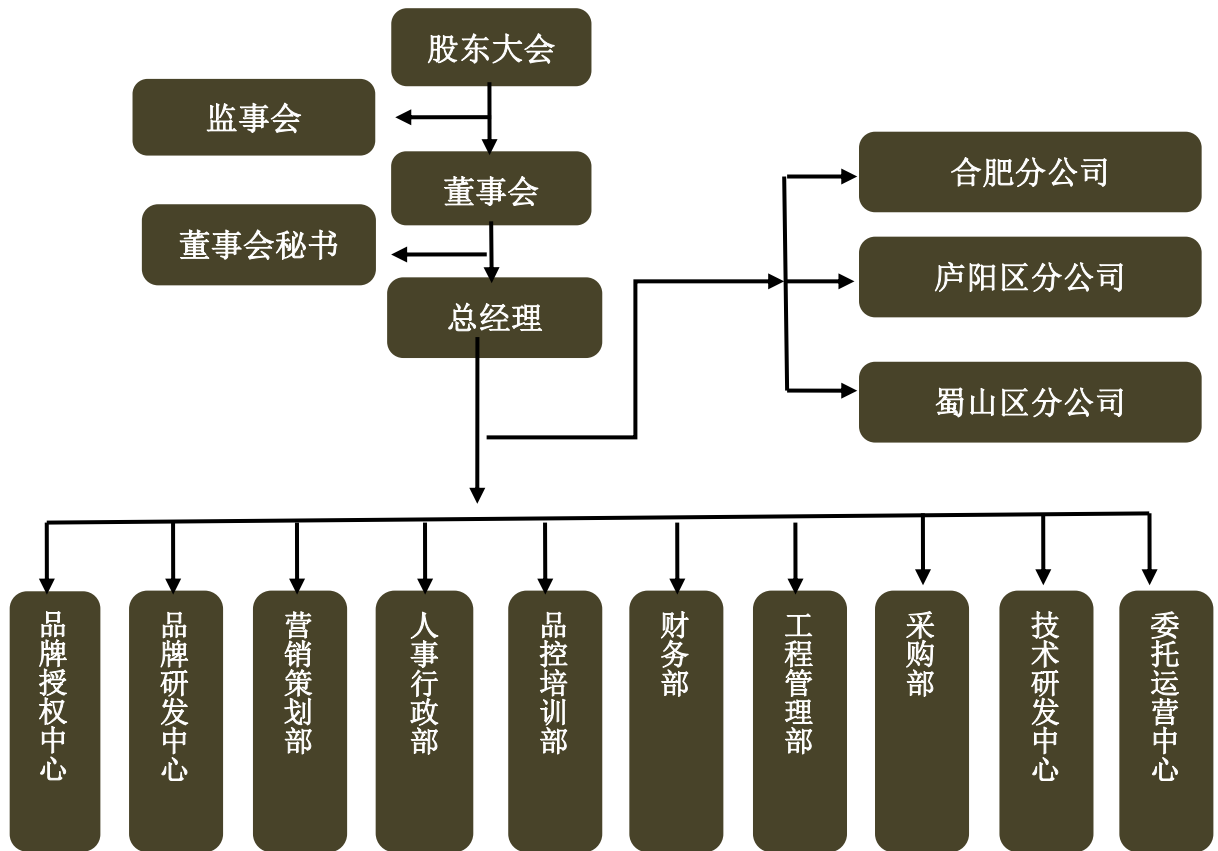 股东大会
监事会
董事会
董事会秘书
总经理
合肥分公司
庐阳区分公司
蜀山区分公司
品牌授权中心
品牌研发中心
营销策划部
人事行政部
品控培训部
财务部
工程管理部
采购部
技术研发中心
委托运营中心